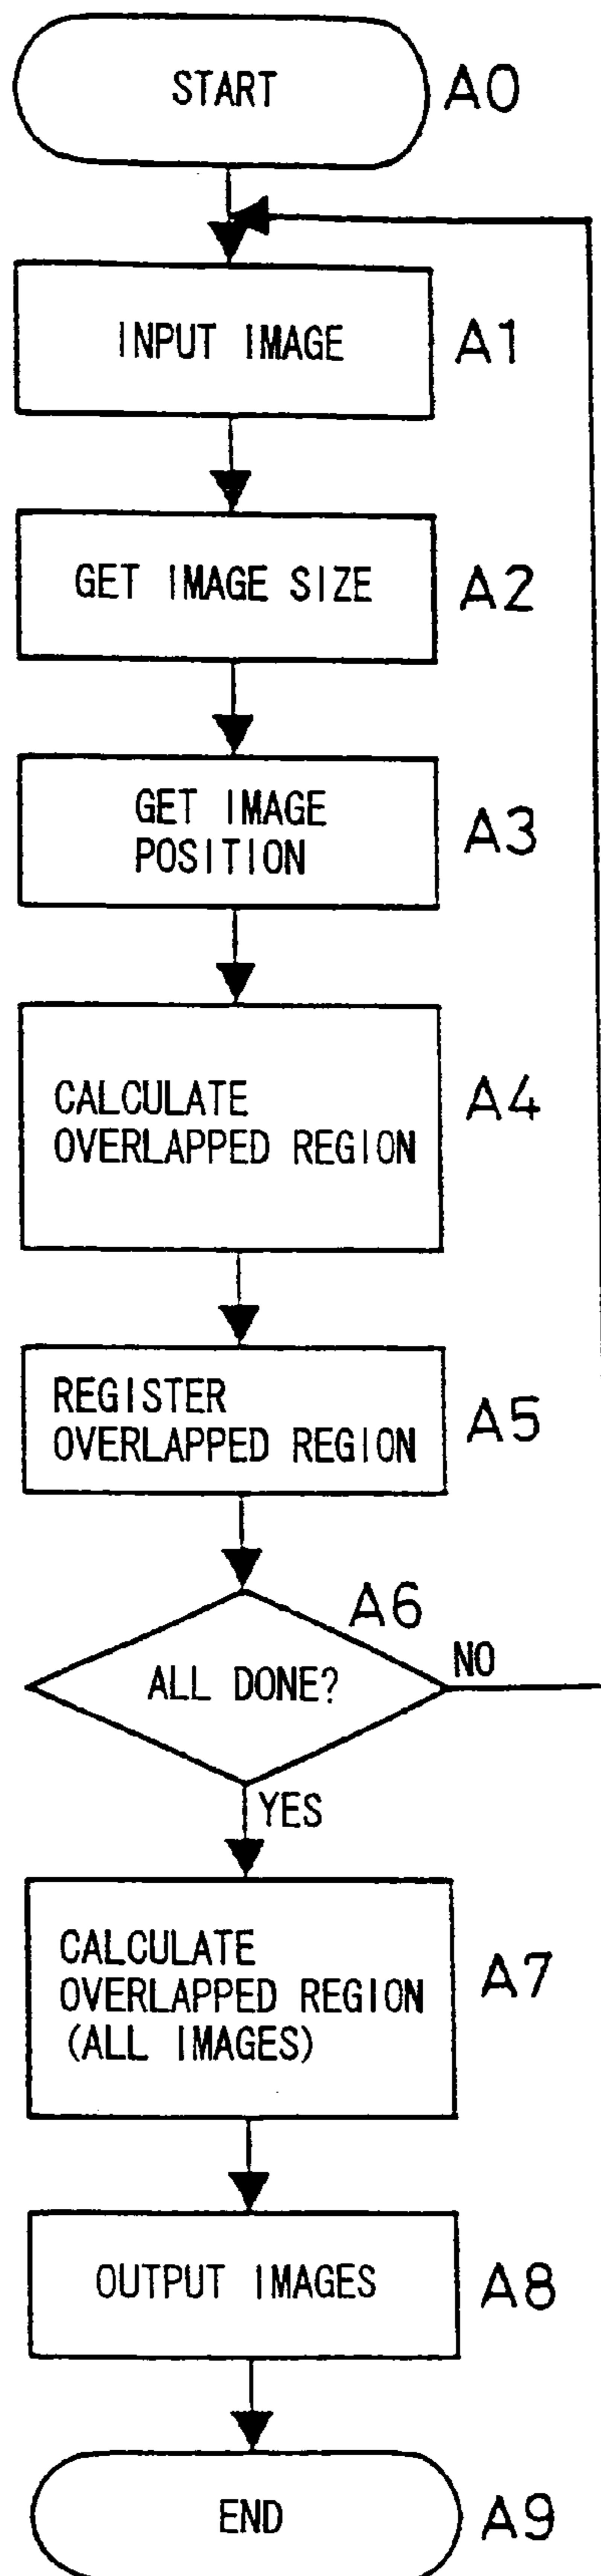 START
A0
INPUT IMAGE
A1
GET IMAGE SIZE
A2
GET IMAGE
POSITION
A3
CALCULATE
OVERLAPPED REGION
A4
REGISTER
OVERLAPPED REGION
A5
A6
ALL DONE?
NO
YES
CALCULATE
OVERLAPPED REGION
(ALL IMAGES)
A7
OUTPUT IMAGES
A8
END
A9